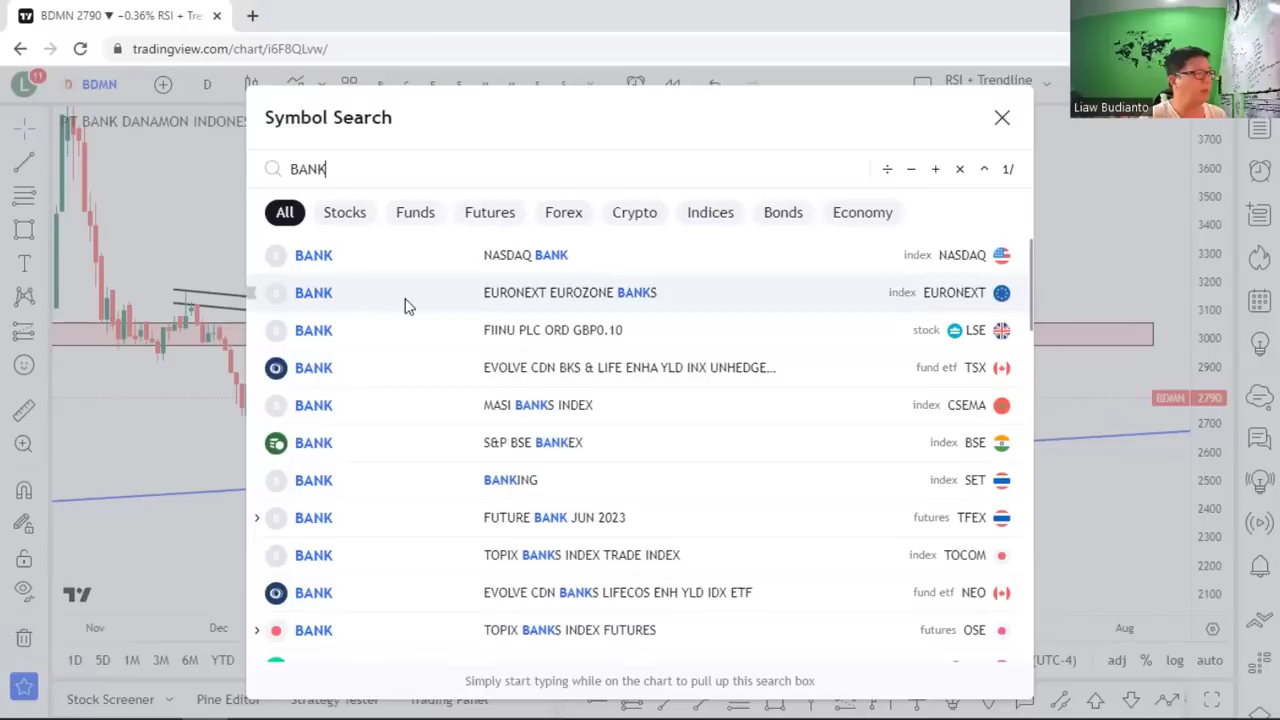 BDMN 2790 ▼ −0.36% RSI + Tre
tradingview.com/chart/i6F8QLvw/
Liaw Budianto
L 11 D BDMN D RSI + Trendline
PT BANK DANAMON INDONES
Symbol Search
BANK ÷ − + × ^ 1/
All Stocks Funds Futures Forex Crypto Indices Bonds Economy
BANK NASDAQ BANK index NASDAQ
BANK EURONEXT EUROZONE BANKS index EURONEXT
BANK FIINU PLC ORD GBP0.10 stock LSE
BANK EVOLVE CDN BKS & LIFE ENHA YLD INX UNHEDGE... fund etf TSX
BANK MASI BANKS INDEX index CSEMA
BANK S&P BSE BANKEX index BSE
BANK BANKING index SET
BANK FUTURE BANK JUN 2023 futures TFEX
BANK TOPIX BANKS INDEX TRADE INDEX index TOCOM
BANK EVOLVE CDN BANKS LIFECOS ENH YLD IDX ETF fund etf NEO
BANK TOPIX BANKS INDEX FUTURES futures OSE
Simply start typing while on the chart to pull up this search box
3700
3600
3500
3400
3300
3200
3100
3000
2900
BDMN 2790
2700
2600
2500
2400
2300
2200
2100
Nov Dec Aug
1D 5D 1M 3M 6M YTD (UTC-4) adj % log auto
Stock Screener Pine Editor Strategy Tester Trading Panel